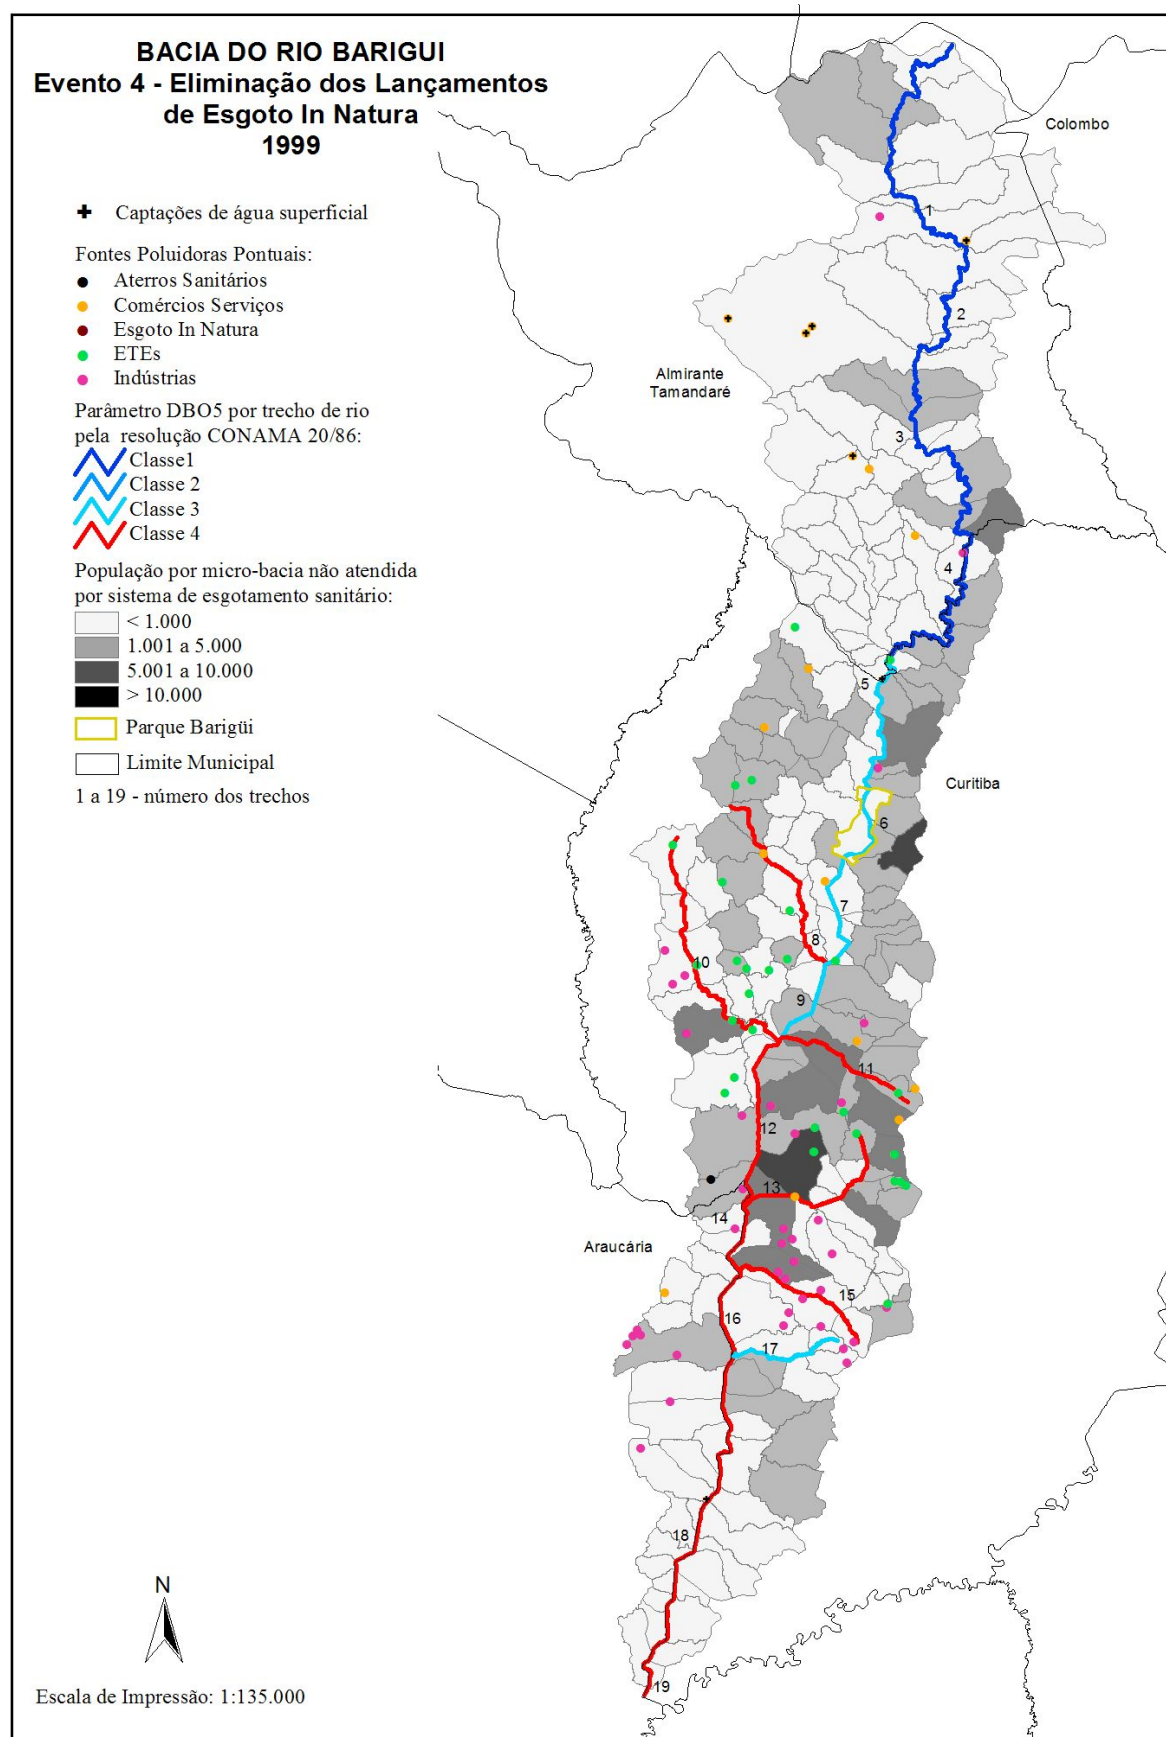 BACIA DO RIO BARIGUI
Evento 4 - Eliminação dos Lançamentos
de Esgoto In Natura
1999
Captações de água superficial
Fontes Poluidoras Pontuais:
Aterros Sanitários
Comércios Serviços
Esgoto In Natura
ETEs
Indústrias
Parâmetro DBO5 por trecho de rio
pela resolução CONAMA 20/86:
Classe1
Classe 2
Classe 3
Classe 4
População por micro-bacia não atendida
por sistema de esgotamento sanitário:
< 1.000
1.001 a 5.000
5.001 a 10.000
> 10.000
Parque Barigüi
Limite Municipal
1 a 19 - número dos trechos
Colombo
1
2
Almirante
Tamandaré
3
4
5
Curitiba
6
7
8
10
9
11
12
13
14
Araucária
15
16
17
18
19
N
Escala de Impressão: 1:135.000